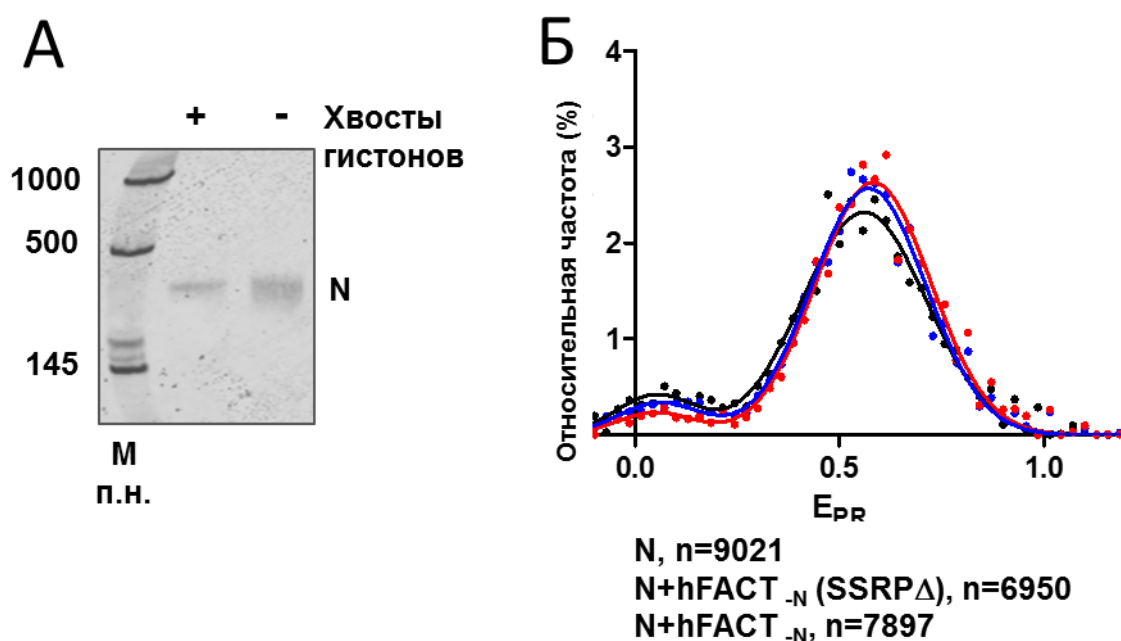 А
+ - Хвосты
гистонов
1000
500
145
N
М
п.н.
Б
Относительная частота (%)
4
3
2
1
0.0 0.5 1.0
E PR
N, n=9021
N+hFACT -N (SSRPΔ), n=6950
N+hFACT -N, n=7897